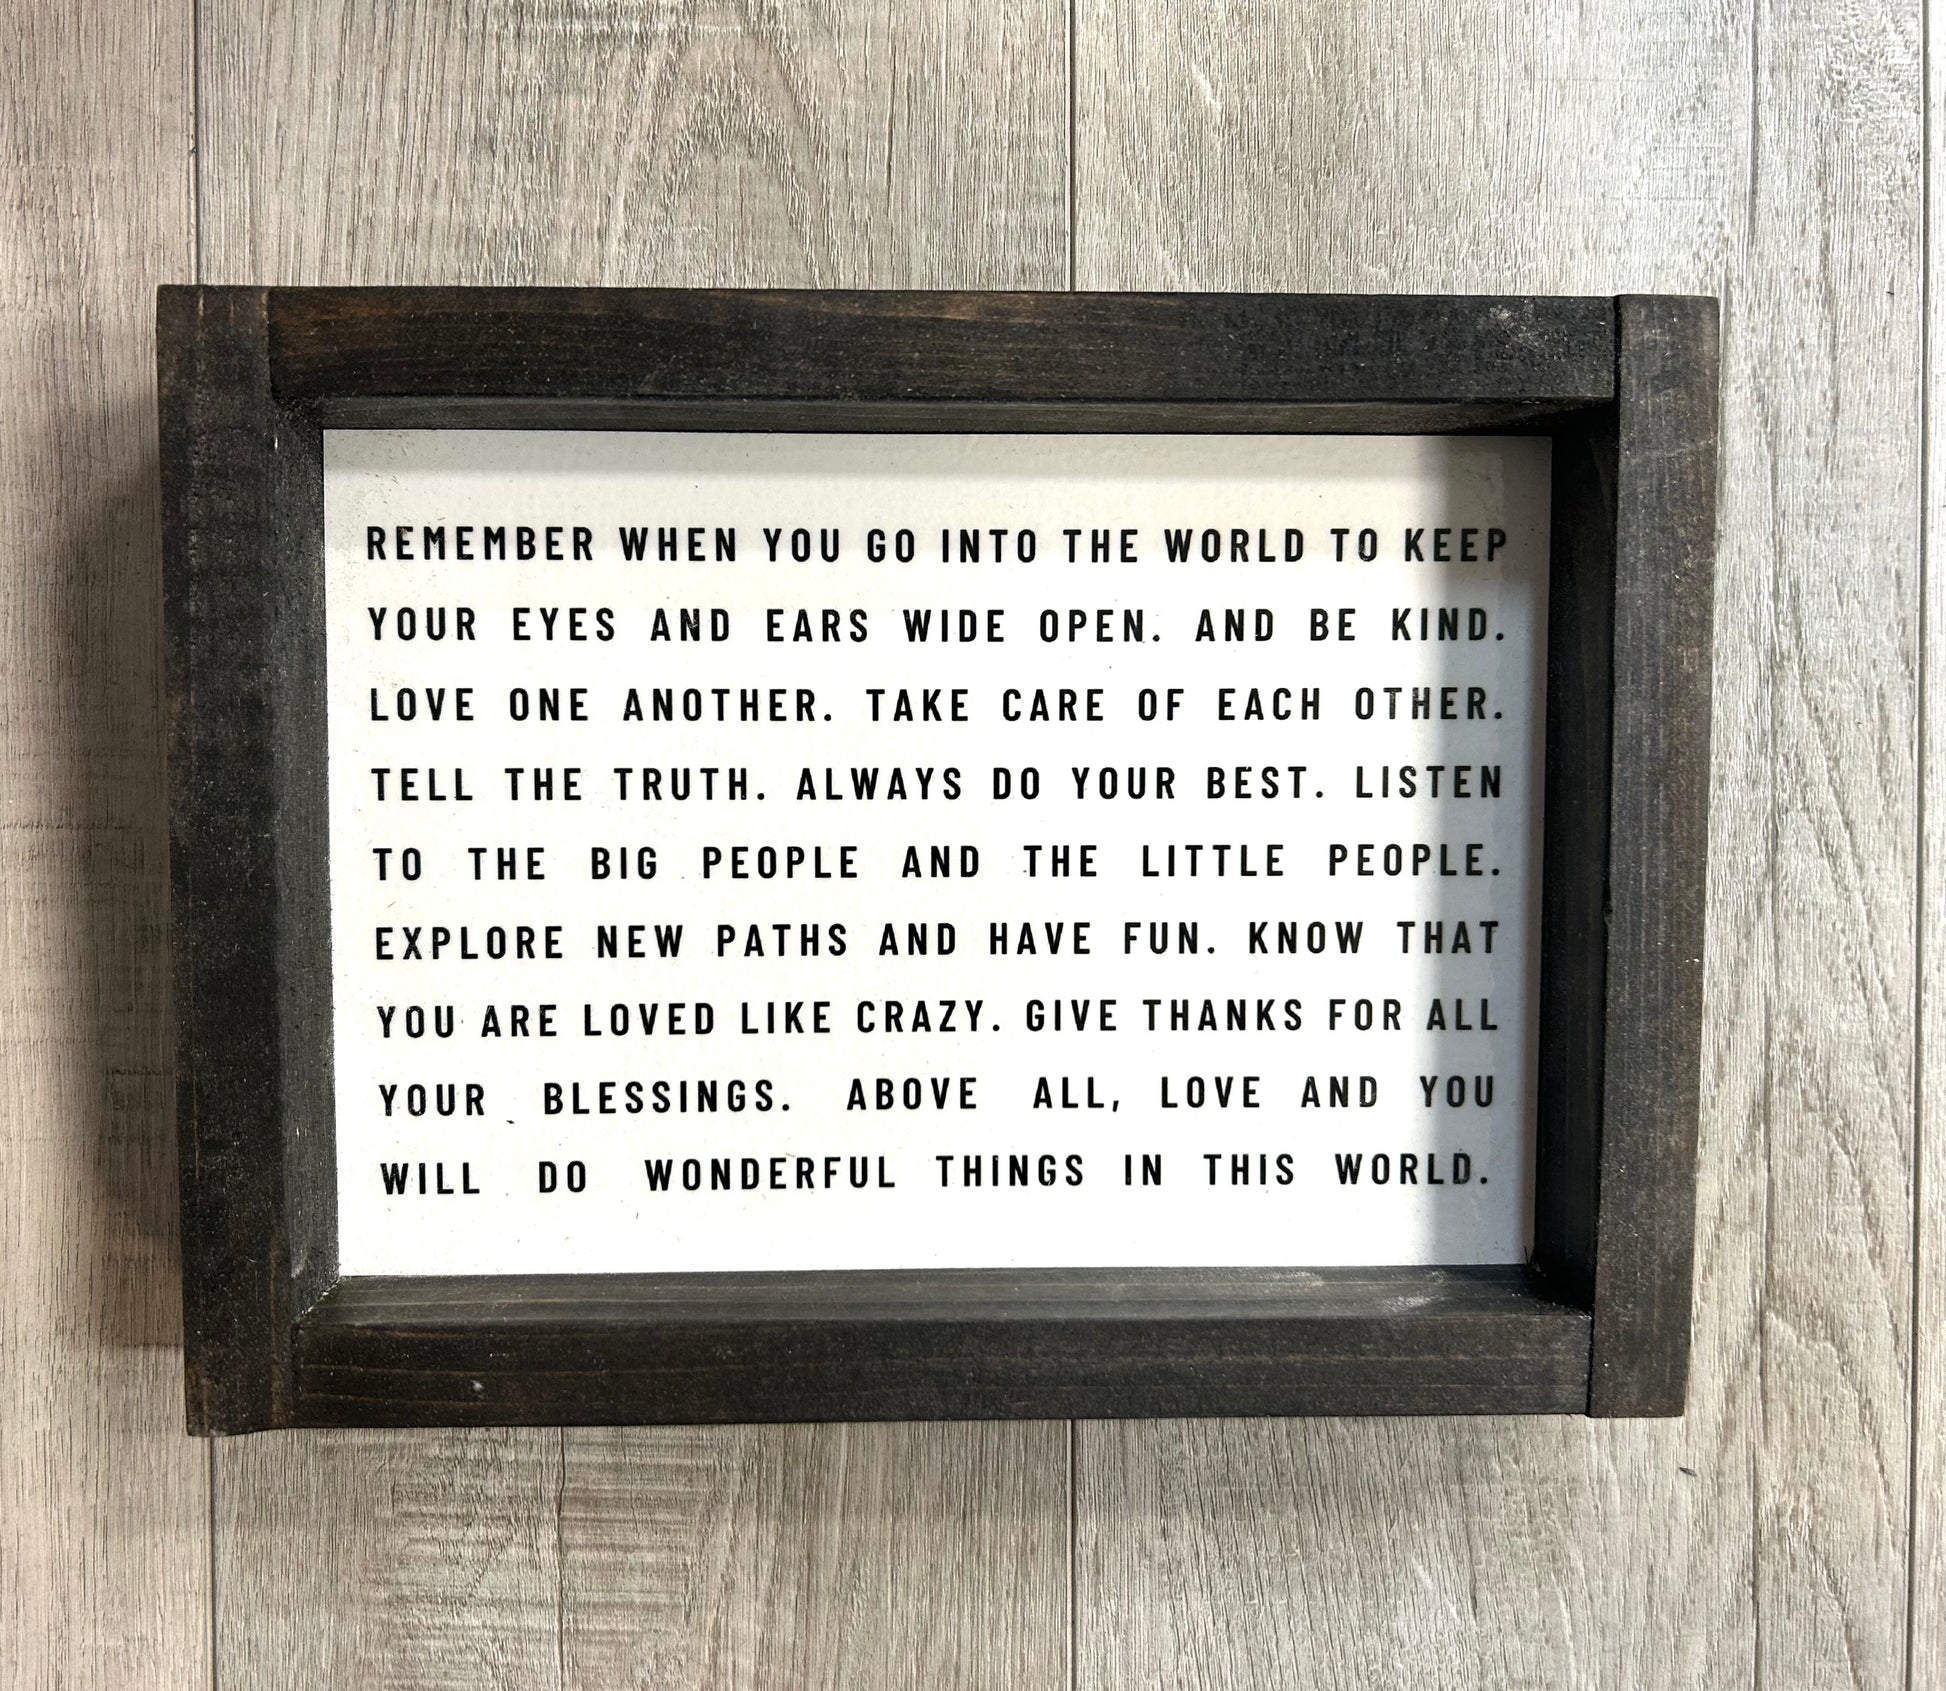 REMEMBER WHEN YOU GO INTO THE WORLD TO KEEP
YOUR EYES AND EARS WIDE OPEN. AND BE KIND.
LOVE ONE ANOTHER. TAKE CARE OF EACH OTHER.
TELL THE TRUTH. ALWAYS DO YOUR BEST. LISTEN
TO THE BIG PEOPLE AND THE LITTLE PEOPLE.
EXPLORE NEW PATHS AND HAVE FUN. KNOW THAT
YOU ARE LOVED LIKE CRAZY. GIVE THANKS FOR ALL
YOUR BLESSINGS. ABOVE ALL, LOVE AND YOU
WILL DO WONDERFUL THINGS IN THIS WORLD.